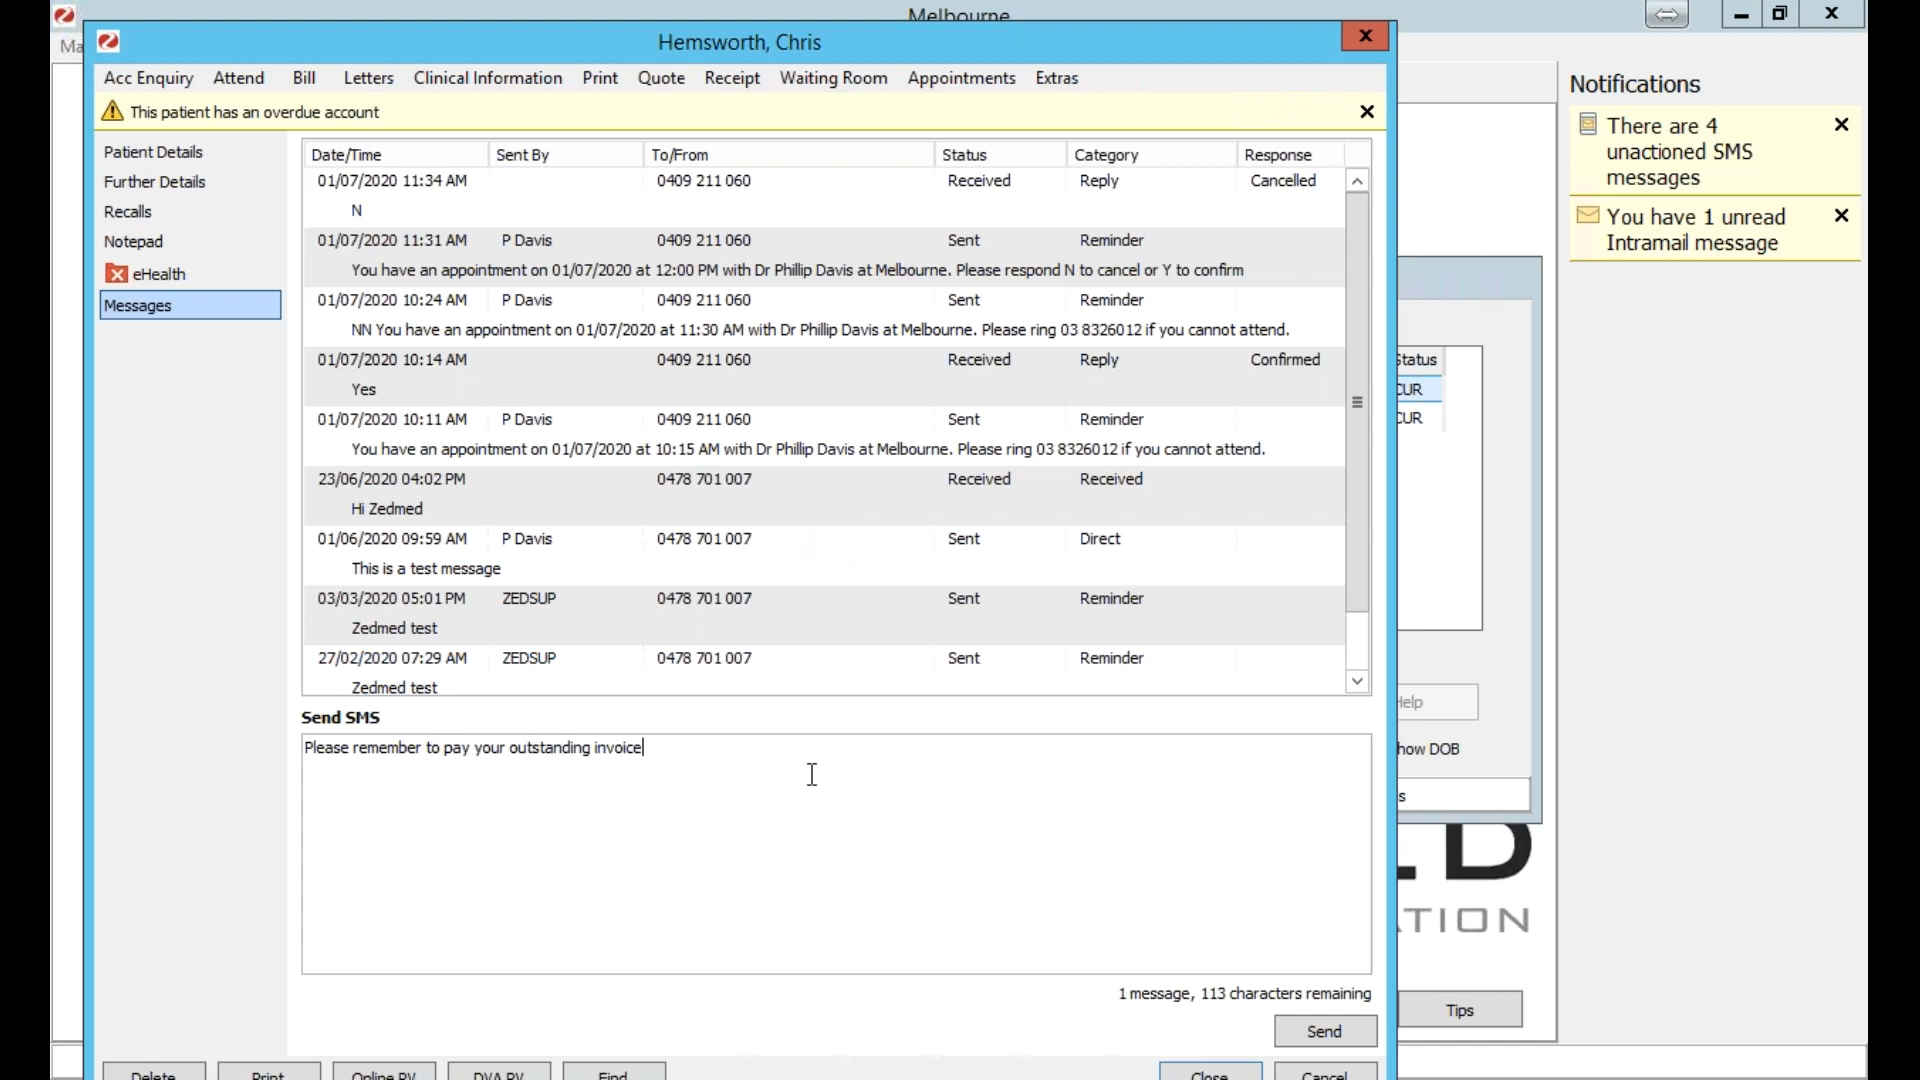 Melbourne
Ma
Hemsworth, Chris
Acc Enquiry Attend Bill Letters Clinical Information Print Quote Receipt Waiting Room Appointments Extras
This patient has an overdue account
Patient Details
Further Details
Recalls
Notepad
eHealth
Messages
Date/Time Sent By To/From Status Category Response
01/07/2020 11:34 AM 0409 211 060 Received Reply Cancelled
N
01/07/2020 11:31 AM P Davis 0409 211 060 Sent Reminder
You have an appointment on 01/07/2020 at 12:00 PM with Dr Phillip Davis at Melbourne. Please respond N to cancel or Y to confirm
01/07/2020 10:24 AM P Davis 0409 211 060 Sent Reminder
NN You have an appointment on 01/07/2020 at 11:30 AM with Dr Phillip Davis at Melbourne. Please ring 03 8326012 if you cannot attend.
01/07/2020 10:14 AM 0409 211 060 Received Reply Confirmed
Yes
01/07/2020 10:11 AM P Davis 0409 211 060 Sent Reminder
You have an appointment on 01/07/2020 at 10:15 AM with Dr Phillip Davis at Melbourne. Please ring 03 8326012 if you cannot attend.
23/06/2020 04:02 PM 0478 701 007 Received Received
Hi Zedmed
01/06/2020 09:59 AM P Davis 0478 701 007 Sent Direct
This is a test message
03/03/2020 05:01 PM ZEDSUP 0478 701 007 Sent Reminder
Zedmed test
27/02/2020 07:29 AM ZEDSUP 0478 701 007 Sent Reminder
Zedmed test
Send SMS
Please remember to pay your outstanding invoice
1 message, 113 characters remaining
Send
Delete Print Online PV DVA PV Find Close Cancel
Status
CUR
CUR
Help
how DOB
s
D
TION
Tips
Notifications
There are 4
unactioned SMS
messages
You have 1 unread
Intramail message